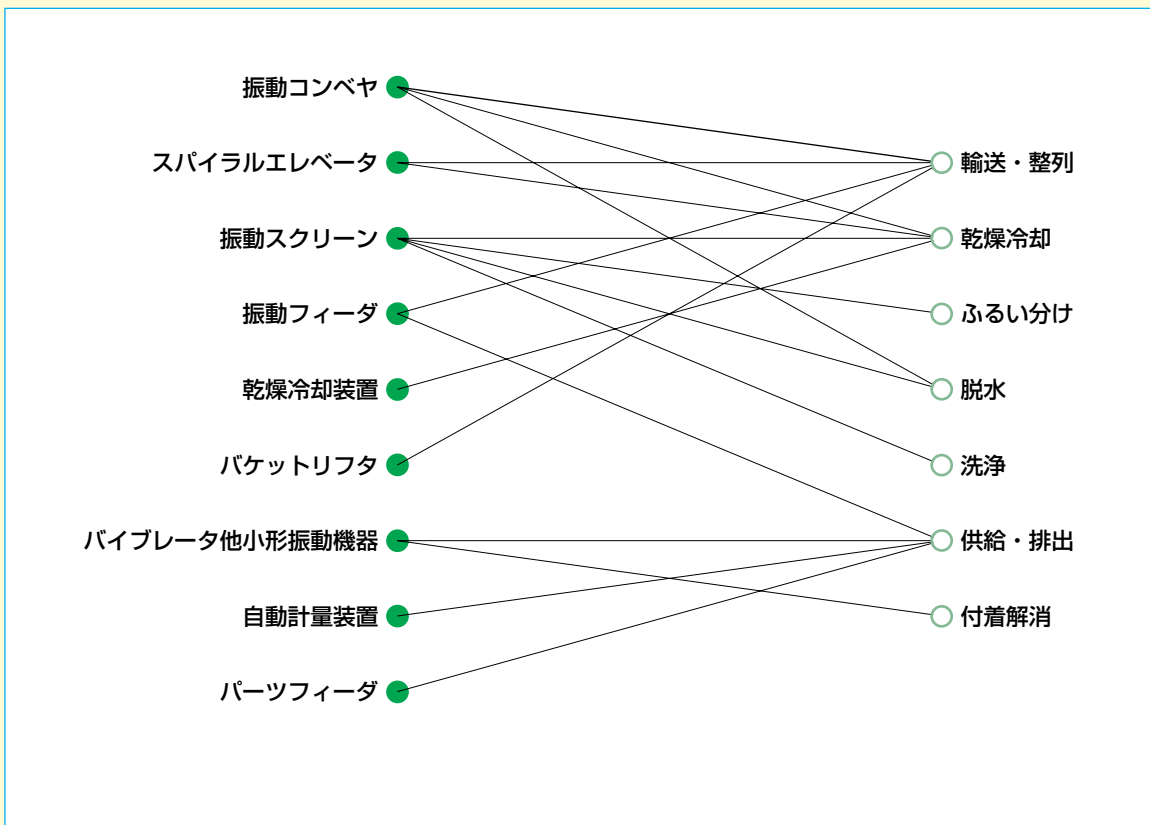 振動コンベヤ
スパイラルエレベータ
振動スクリーン
振動フィーダ
乾燥冷却装置
バケットリフタ
バイブレータ他小形振動機器
自動計量装置
パーツフィーダ
輸送・整列
乾燥冷却
ふるい分け
脱水
洗浄
供給・排出
付着解消